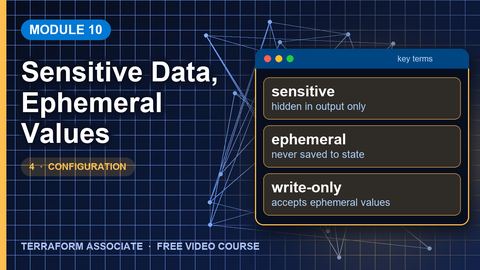 MODULE 10
Sensitive Data,
Ephemeral
Values
4 · CONFIGURATION
key terms
sensitive
hidden in output only
ephemeral
never saved to state
write-only
accepts ephemeral values
TERRAFORM ASSOCIATE · FREE VIDEO COURSE